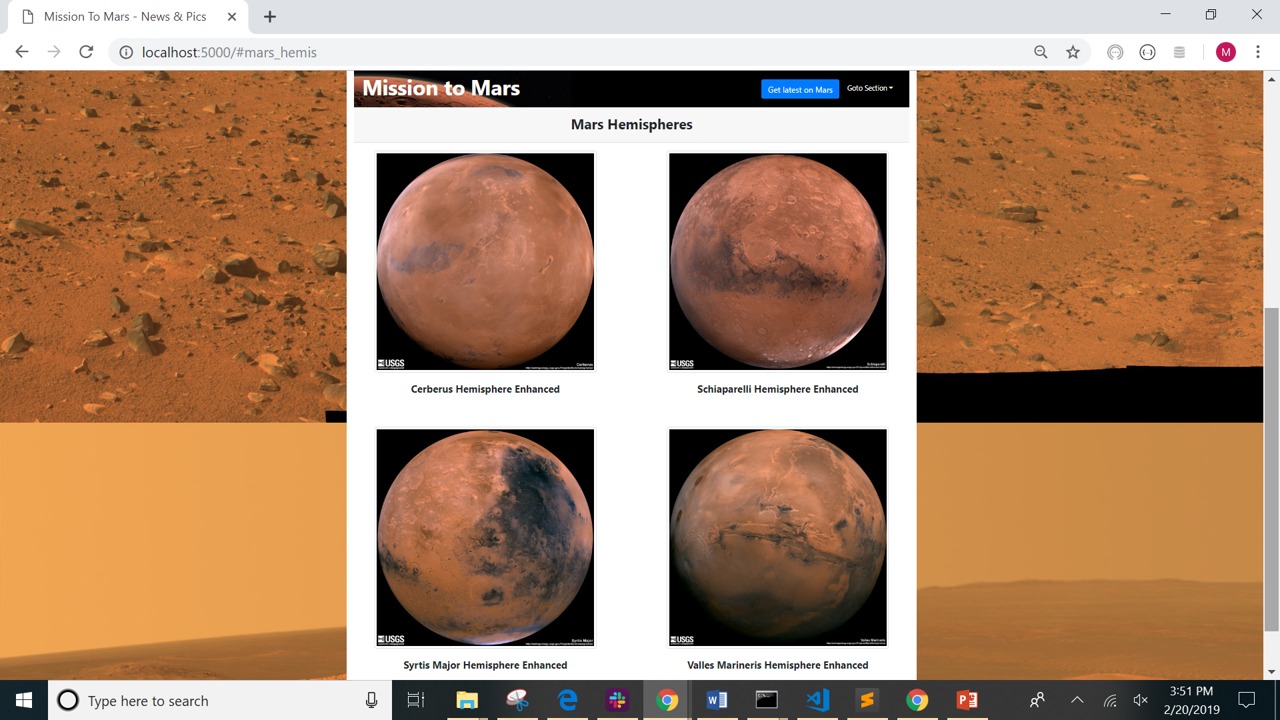 Mission To Mars - News & Pics
localhost:5000/#mars_hemis
M
Mission to Mars
Get latest on Mars
Goto Section
Mars Hemispheres
USGS
Cerberus
USGS
Schiaparelli
Cerberus Hemisphere Enhanced
Schiaparelli Hemisphere Enhanced
USGS
Syrtis Major
USGS
Valles Marineris
Syrtis Major Hemisphere Enhanced
Valles Marineris Hemisphere Enhanced
Type here to search
3:51 PM
2/20/2019